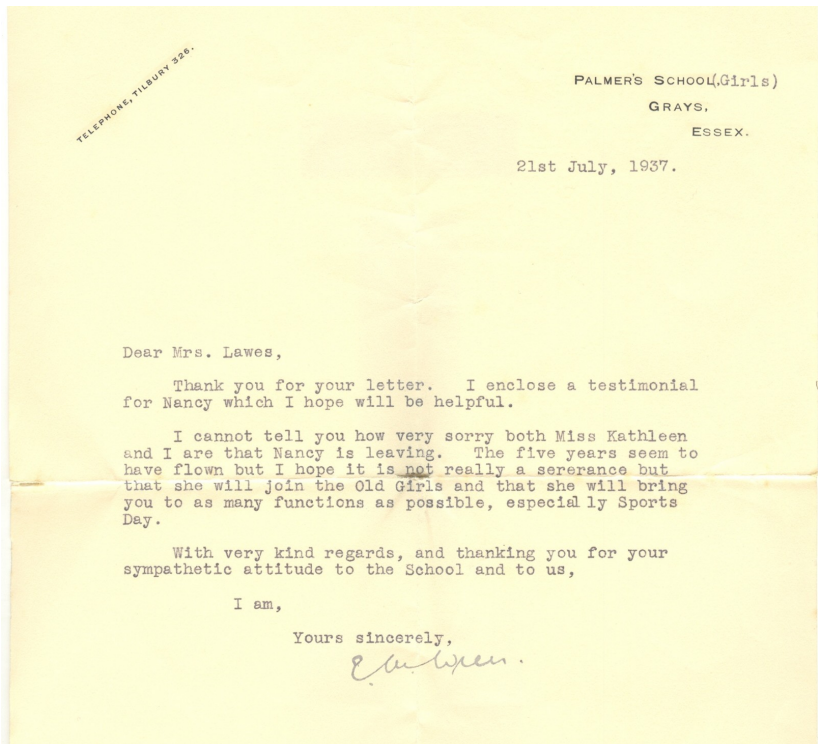 TELEPHONE, TILBURY 326.
PALMER'S SCHOOL(Girls)
GRAYS,
ESSEX.
21st July, 1937.
Dear Mrs. Lawes,
Thank you for your letter. I enclose a testimonial
for Nancy which I hope will be helpful.
I cannot tell you how very sorry both Miss Kathleen
and I are that Nancy is leaving. The five years seem to
have flown but I hope it is not really a sererance but
that she will join the Old Girls and that she will bring
you to as many functions as possible, especially Sports
Day.
With very kind regards, and thanking you for your
sympathetic attitude to the School and to us,
I am,
Yours sincerely,